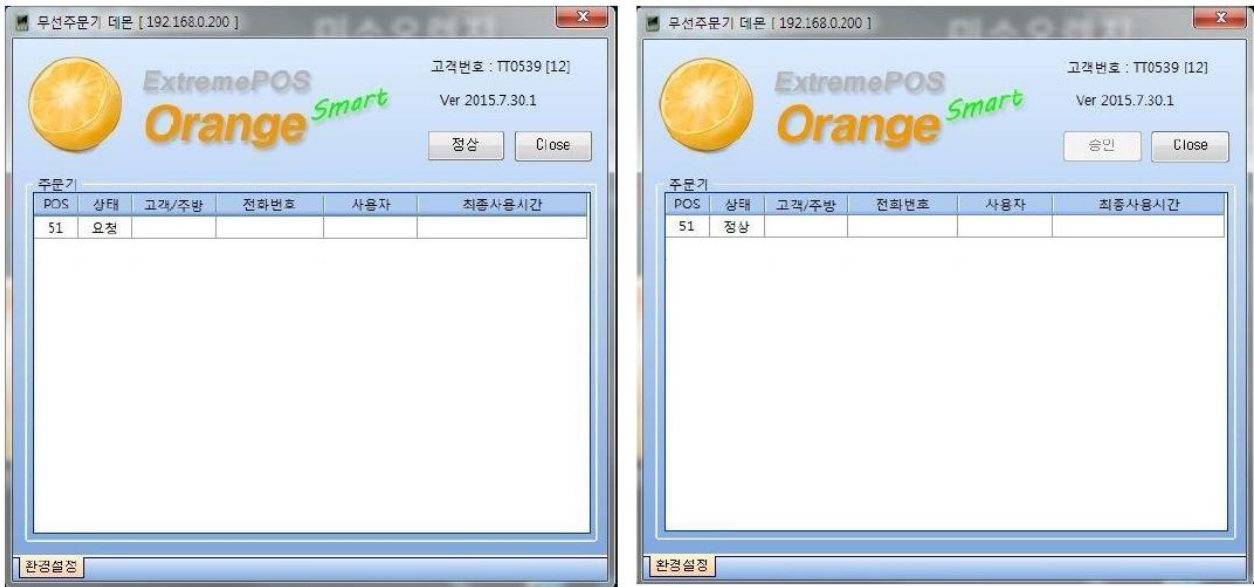 무선주문기 데몬 [ 192.168.0.200 ]
ExtremePOS
Orange Smart
고객번호 : TT0539 [12]
Ver 2015.7.30.1
정상 Close
주문기
POS 상태 고객/주방 전화번호 사용자 최종사용시간
51 요청
환경설정
무선주문기 데몬 [ 192.168.0.200 ]
ExtremePOS
Orange Smart
고객번호 : TT0539 [12]
Ver 2015.7.30.1
승인 Close
주문기
POS 상태 고객/주방 전화번호 사용자 최종사용시간
51 정상
환경설정